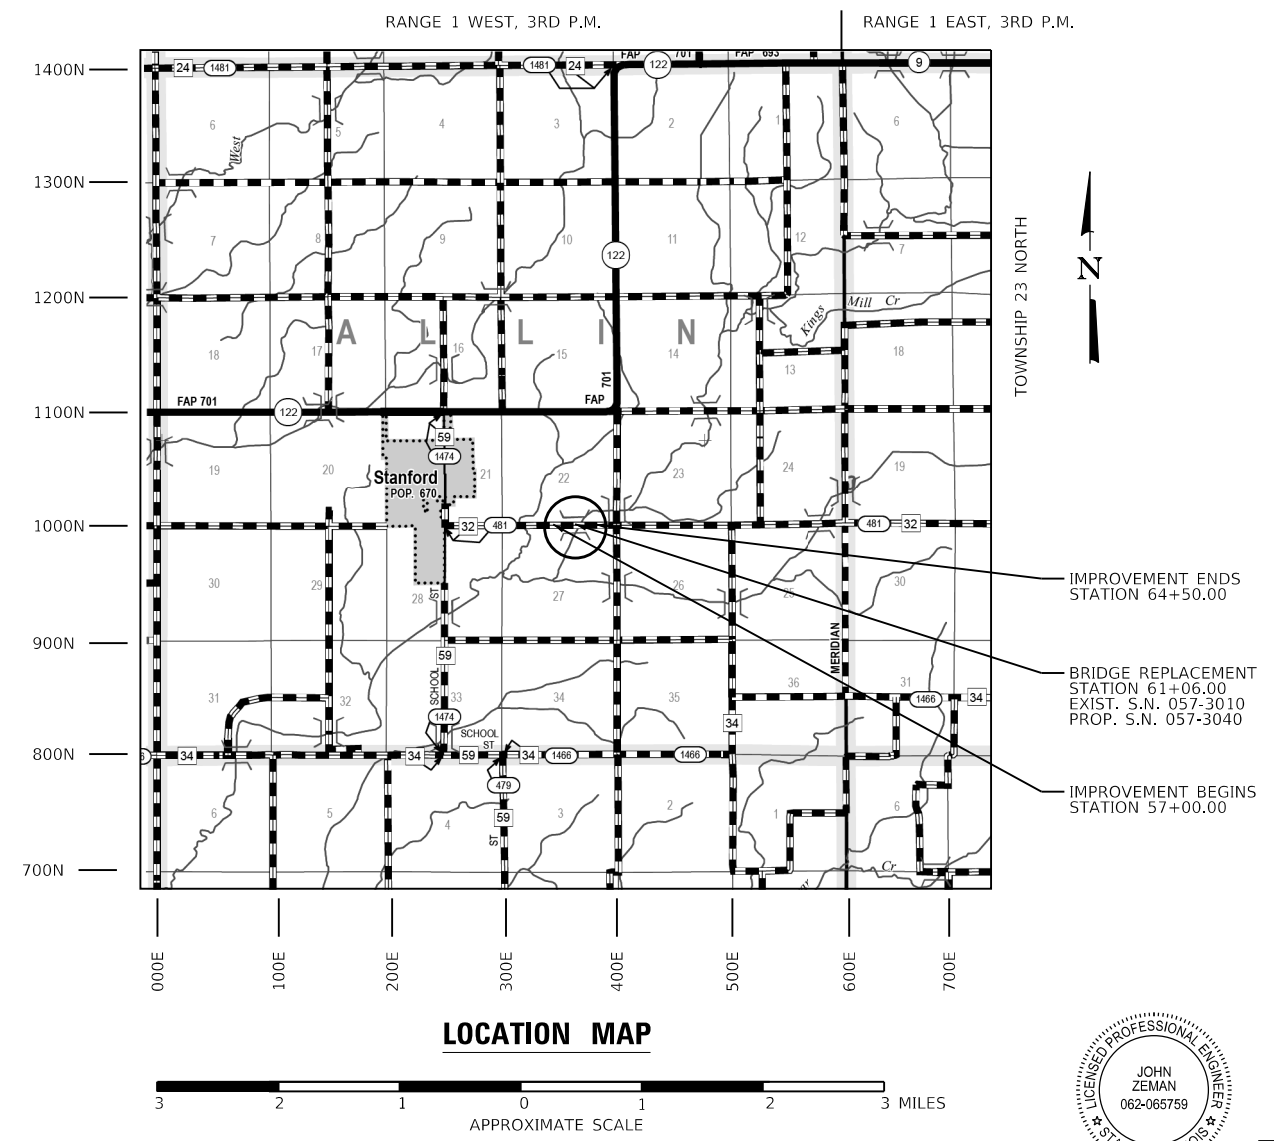 RANGE 1 WEST, 3RD P.M.
RANGE 1 EAST, 3RD P.M.
FAP 701 FAP 693
1400N 24 1481 1481 24 122 9
6 5 4 3 2 1 6
West
1300N
7 8 9 10 11 12 7
122
TOWNSHIP 23 NORTH
N
1200N
Kings Mill Cr
A L L I N
18 17 16 15 14 13 18
701
FAP 701 FAP
1100N 122
59
1474
19 20 21 22 23 24 19
Stanford
POP. 670
1000N 32 481 481 32
30 29 28 27 26 25 30
ST
IMPROVEMENT ENDS
STATION 64+50.00
900N
MERIDIAN
59
SCHOOL
BRIDGE REPLACEMENT
STATION 61+06.00
EXIST. S.N. 057-3010
PROP. S.N. 057-3040
31 32 33 34 35 36 31
1466 34
1474 34
SCHOOL
ST
800N 34 34 59 34 1466 1466
479
IMPROVEMENT BEGINS
STATION 57+00.00
6 5 4 3 2 1 6
59
ST
700N Cr
000E 100E 200E 300E 400E 500E 600E 700E
LOCATION MAP
3 2 1 0 1 2 3 MILES
APPROXIMATE SCALE
LICENSED PROFESSIONAL ENGINEER
JOHN
ZEMAN
062-065759